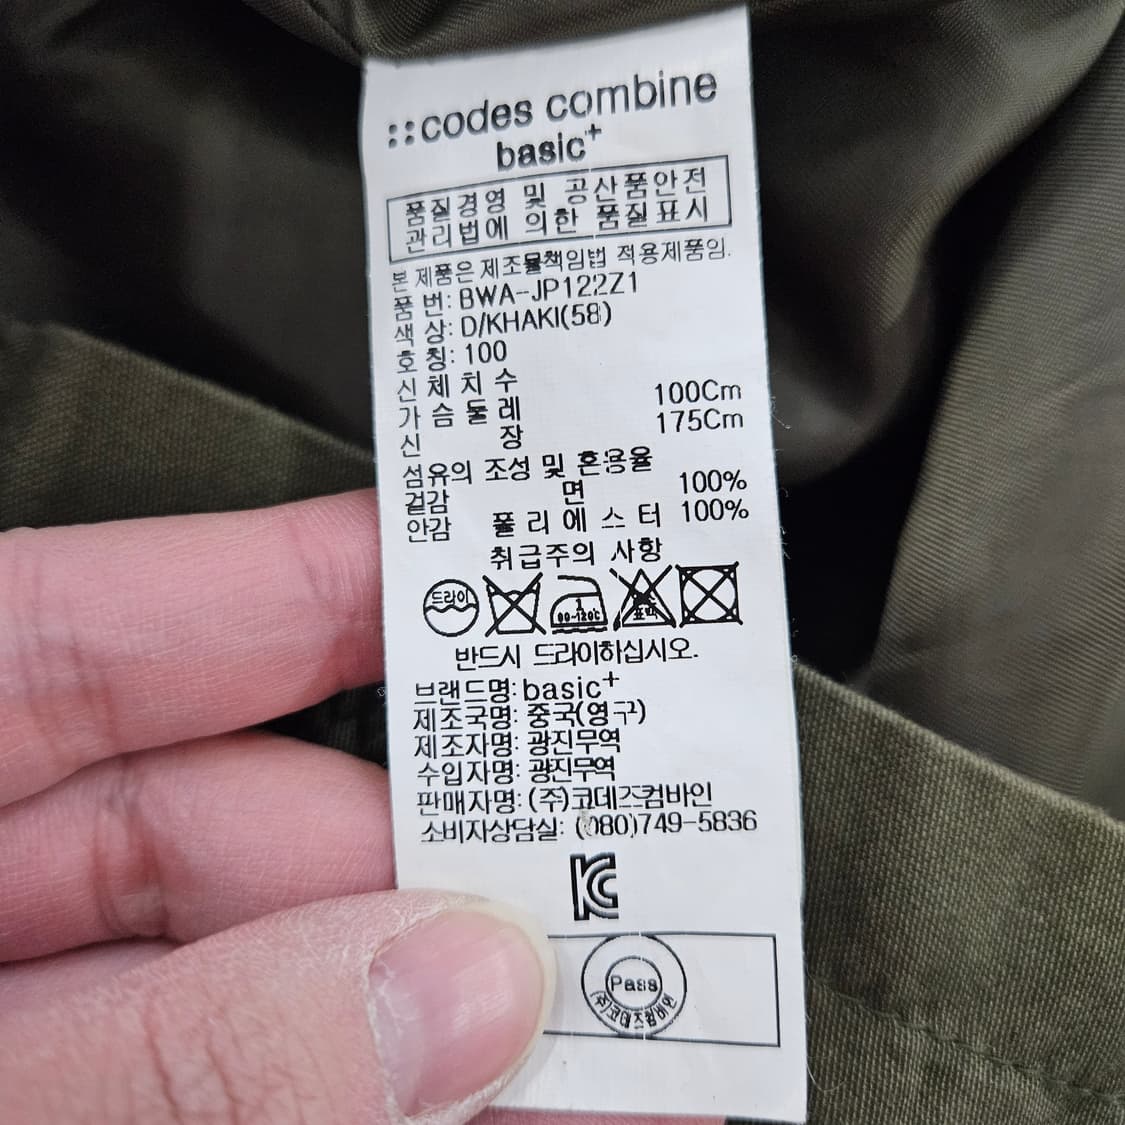 ::codes combine
basic+
품질경영 및 공산품안전
관리법에 의한 품질표시
본 제품은 제조물책임법 적용제품임.
품 번: BWA-JP122Z1
색 상: D/KHAKI(58)
호 칭: 100
신 체 치 수
가 슴 둘 레 100Cm
신 장 175Cm
섬유의 조성 및 혼용율
겉감 면 100%
안감 폴 리 에 스 터 100%
취급주의 사항
드라이
표백
반드시 드라이하십시오.
브랜드명: basic+
제조국명: 중국(영구)
제조자명: 광진무역
수입자명: 광진무역
판매자명: (주)코데즈컴바인
소비자상담실: (080)749-5836
KC
Pass
(주)코데즈컴바인